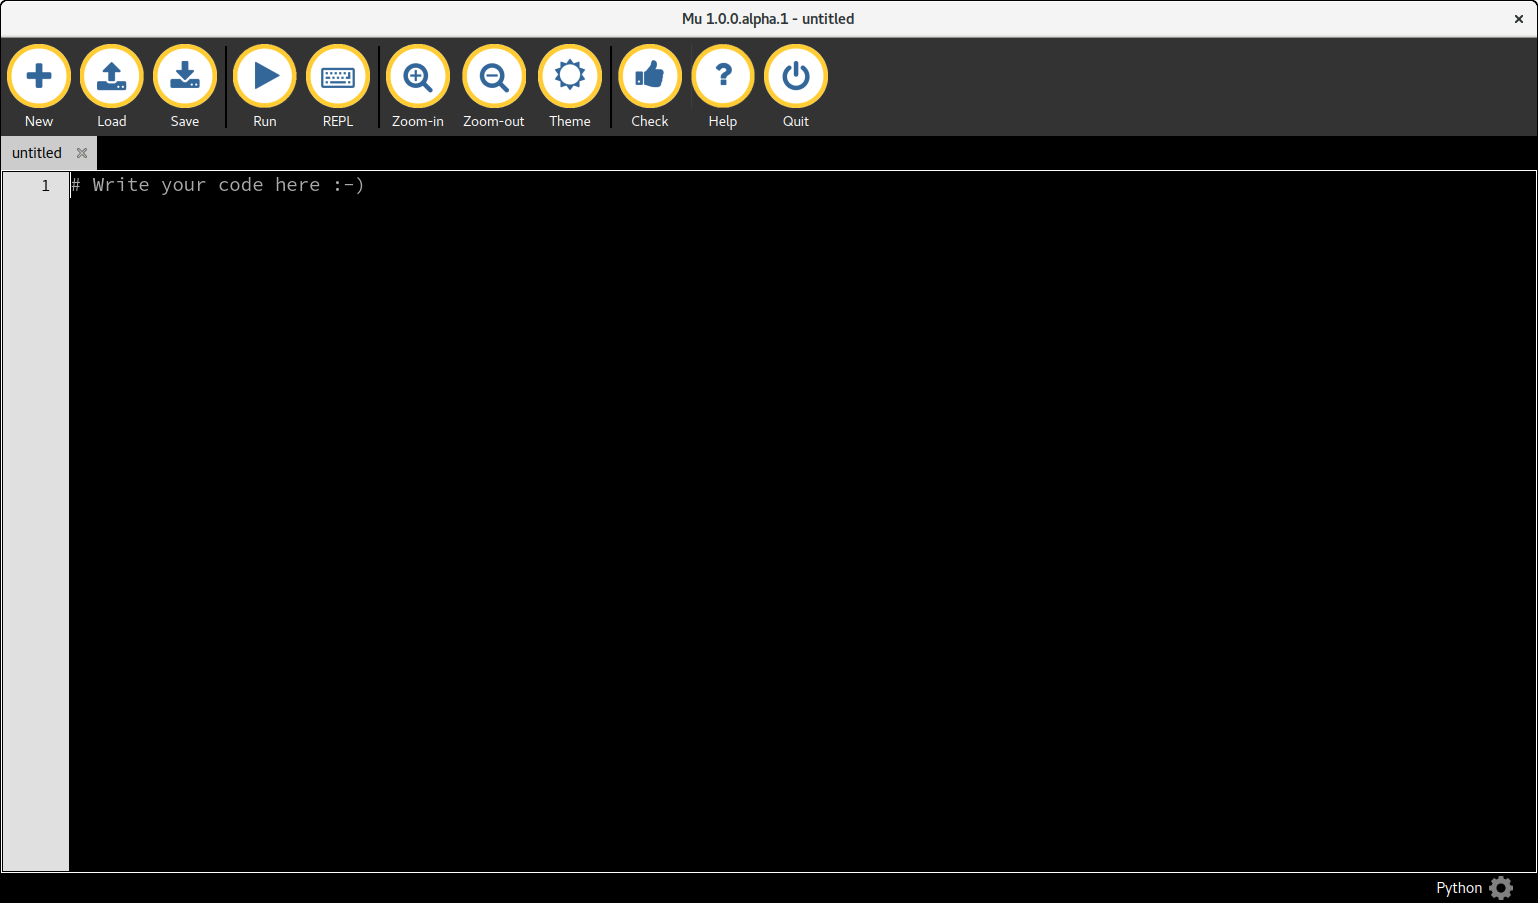 Mu 1.0.0.alpha.1 - untitled
New Load Save Run REPL Zoom-in Zoom-out Theme Check Help Quit
untitled
1 # Write your code here :-)
Python